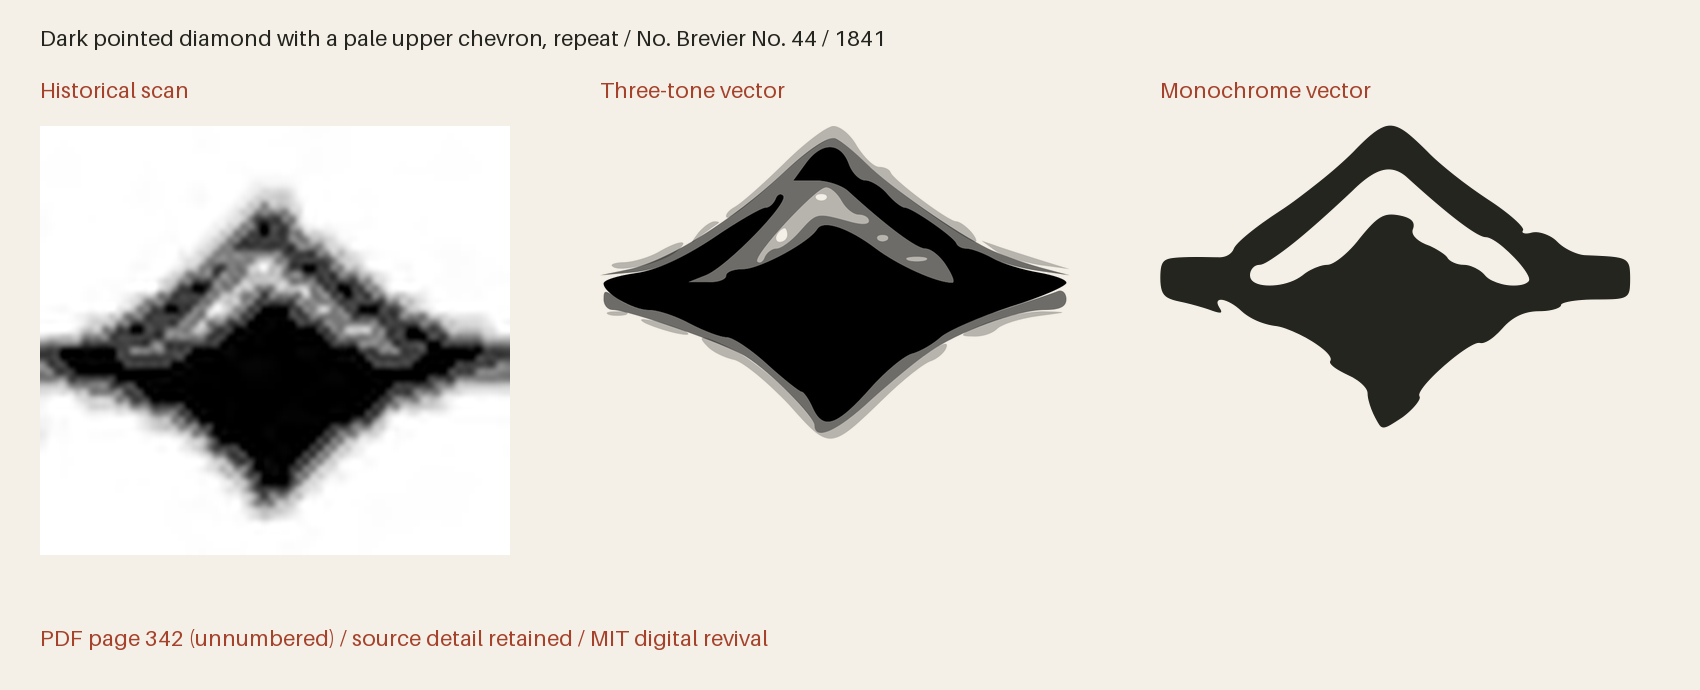 Dark pointed diamond with a pale upper chevron, repeat / No. Brevier No. 44 / 1841
Historical scan
Three-tone vector
Monochrome vector
PDF page 342 (unnumbered) / source detail retained / MIT digital revival